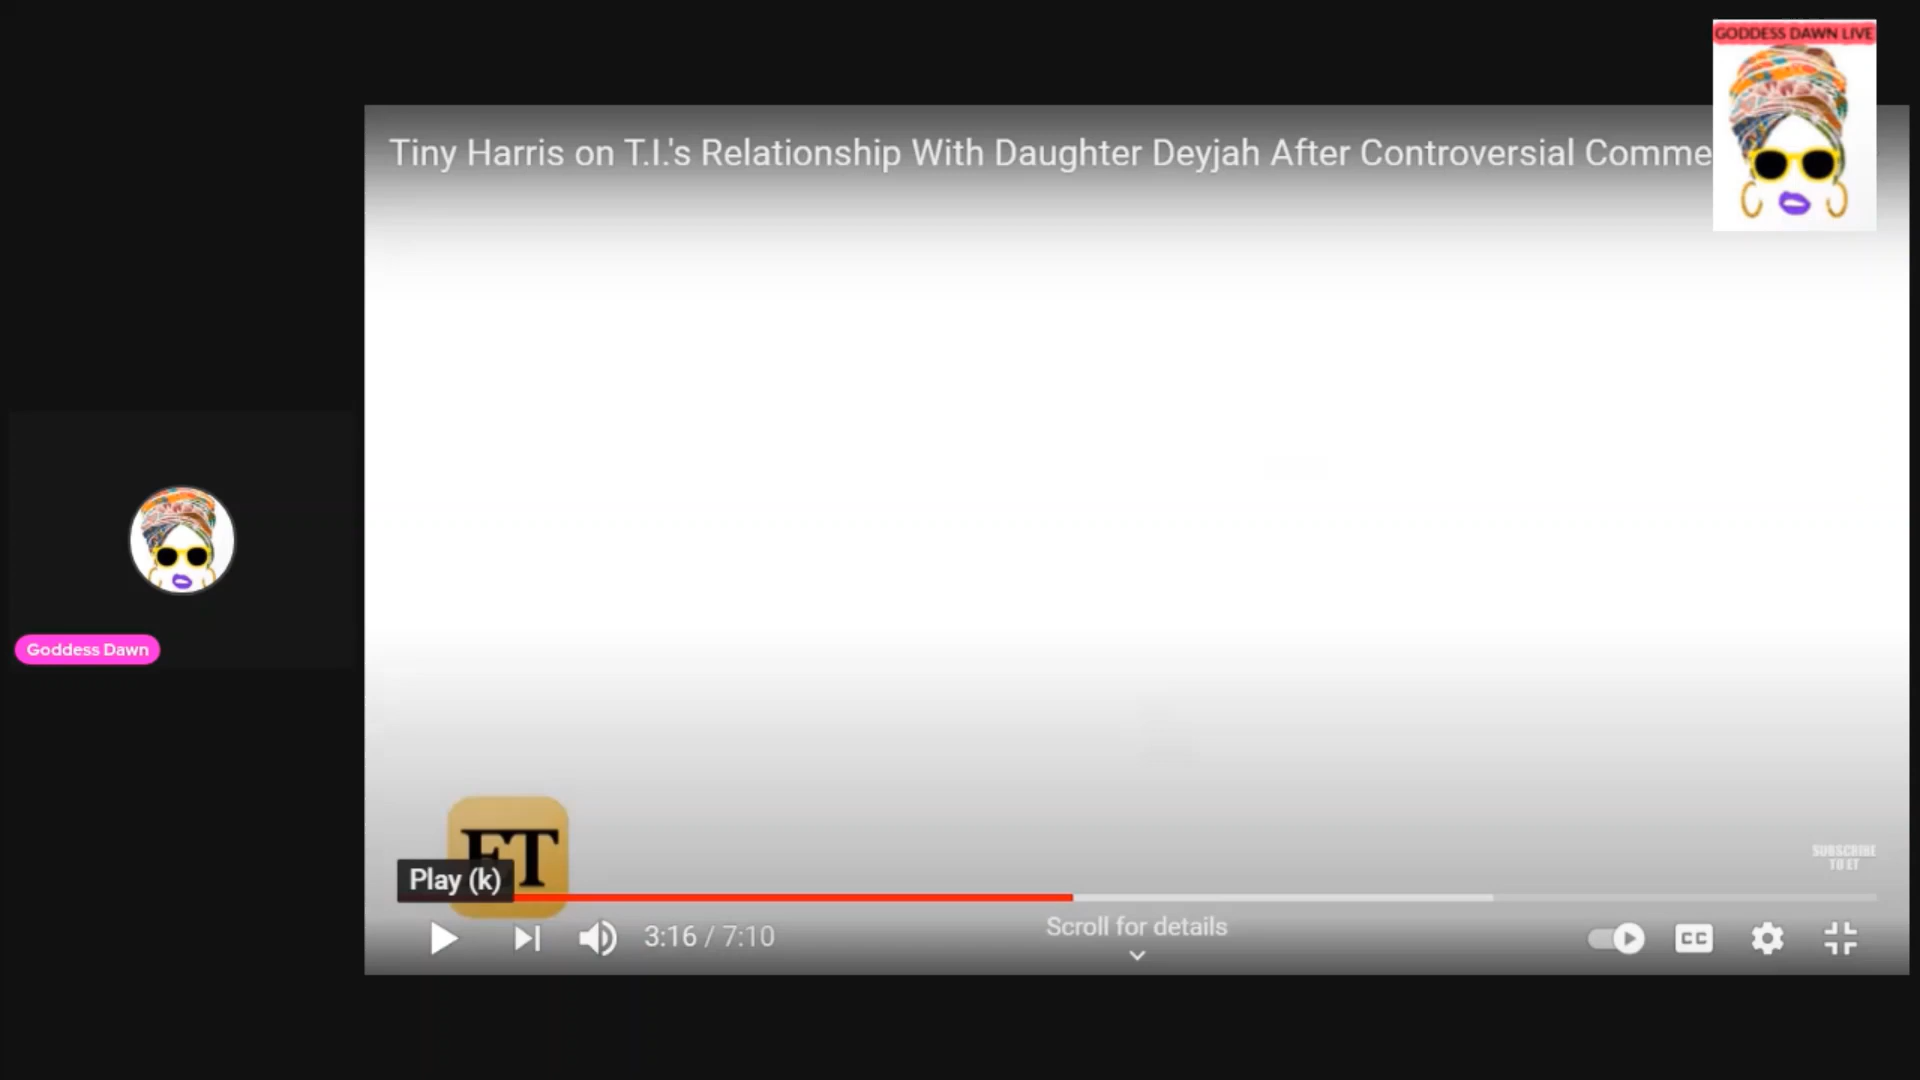 GODDESS DAWN LIVE
Tiny Harris on T.I.'s Relationship With Daughter Deyjah After Controversial Comme
Goddess Dawn
ET
SUBSCRIBE
TO ET
Play (k)
3:16 / 7:10
Scroll for details
CC